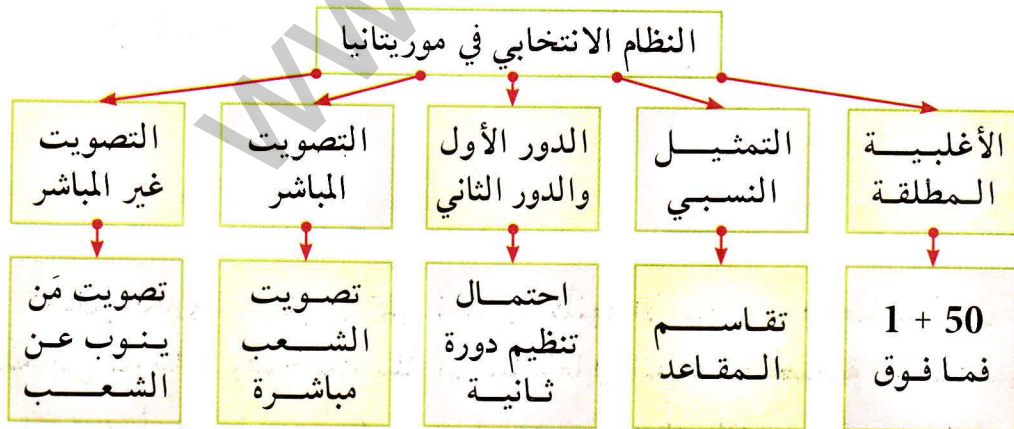 النظام الانتخابي في موريتانيا
الأغلبية
المطلقة
التمثيل
النسبي
الدور الأول
والدور الثاني
التصويت
المباشر
التصويت
غير المباشر
50 + 1
فما فوق
تقاسم
المقاعد
احتمال
تنظيم دورة
ثانية
تصويت
الشعب
مباشرة
تصويت مَن
ينوب عن
الشعب